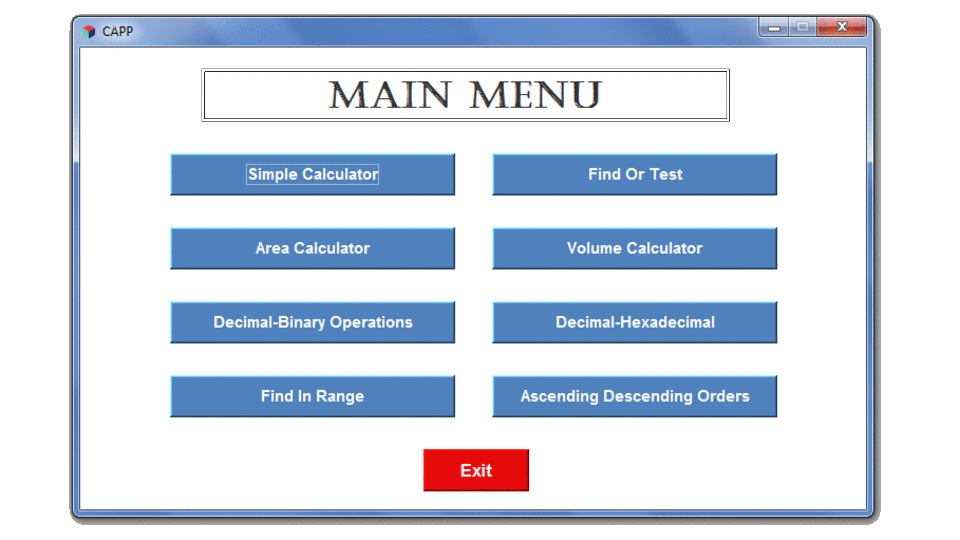 CAPP
MAIN MENU
Simple Calculator
Find Or Test
Area Calculator
Volume Calculator
Decimal-Binary Operations
Decimal-Hexadecimal
Find In Range
Ascending Descending Orders
Exit